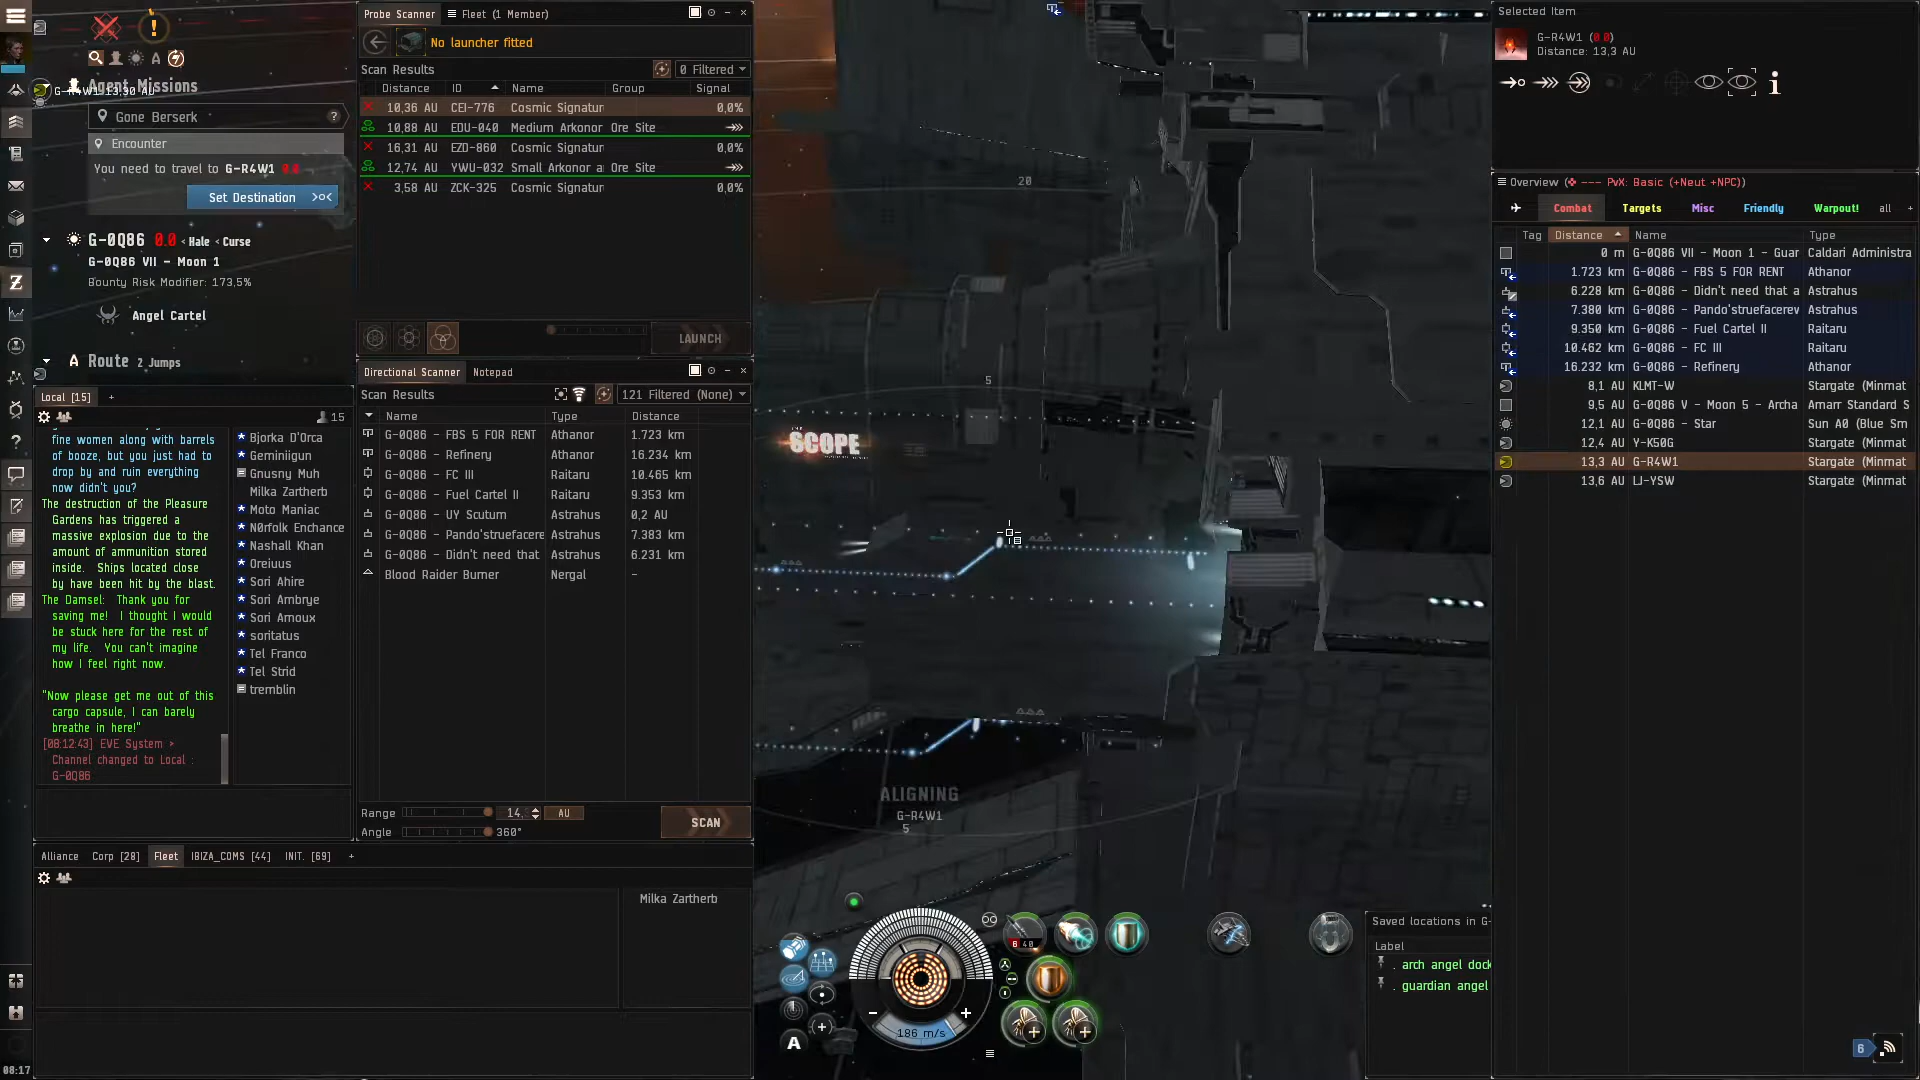 Agent Missions
G-R4W1 13,30 AU
Gone Berserk
?
Encounter
You need to travel to G-R4W1 0.0
Set Destination
G-0Q86 0.0 < Hale < Curse
G-0Q86 VII - Moon 1
Bounty Risk Modifier: 173,5%
Angel Cartel
Route 2 Jumps
Local [15]
15
fine women along with barrels
of booze, but you just had to
drop by and ruin everything
now didn't you?
The destruction of the Pleasure
Gardens has triggered a
massive explosion due to the
amount of ammunition stored
inside. Ships located close
by have been hit by the blast.
The Damsel: Thank you for
saving me! I thought I would
be stuck here for the rest of
my life. You can't imagine
how I feel right now.
"Now please get me out of this
cargo capsule, I can barely
breathe in here!"
[08:12:43] EVE System >
Channel changed to Local :
G-0Q86
Bjorka D'Orca
Geminiigun
Gnusny Muh
Milka Zartherb
Moto Maniac
N0rfolk Enchance
Nashall Khan
Oreiuus
Sori Ahire
Sori Ambrye
Sori Amoux
soritatus
Tel Franco
Tel Strid
tremblin
Alliance Corp [28] Fleet IBIZA_COMS [44] INIT. [69] +
Milka Zartherb
08:17
Probe Scanner Fleet (1 Member)
No launcher fitted
Scan Results 0 Filtered
Distance ID Name Group Signal
10,36 AU CEI-776 Cosmic Signatur 0,0%
10,88 AU EDU-040 Medium Arkonor Ore Site
16,31 AU EZD-860 Cosmic Signatur 0,0%
12,74 AU YWU-032 Small Arkonor a Ore Site
3,58 AU ZCK-325 Cosmic Signatur 0,0%
LAUNCH
Directional Scanner Notepad
Scan Results 121 Filtered (None)
Name Type Distance
G-0Q86 - FBS 5 FOR RENT Athanor 1.723 km
G-0Q86 - Refinery Athanor 16.234 km
G-0Q86 - FC III Raitaru 10.465 km
G-0Q86 - Fuel Cartel II Raitaru 9.353 km
G-0Q86 - UY Scutum Astrahus 0,2 AU
G-0Q86 - Pando'struefacere Astrahus 7.383 km
G-0Q86 - Didn't need that Astrahus 6.231 km
Blood Raider Burner Nergal -
Range 14, AU
Angle 360°
SCAN
20
5
THE
SCOPE
ALIGNING
G-R4W1
5
B 40
186 m/s
A
Saved locations in G-
Label
. arch angel dock
. guardian angel
Selected Item
G-R4W1 (0.0)
Distance: 13,3 AU
Overview (--- PvX: Basic (+Neut +NPC))
Combat Targets Misc Friendly Warpout! all +
Tag Distance Name Type
0 m G-0Q86 VII - Moon 1 - Guar Caldari Administra
1.723 km G-0Q86 - FBS 5 FOR RENT Athanor
6.228 km G-0Q86 - Didn't need that a Astrahus
7.380 km G-0Q86 - Pando'struefacerev Astrahus
9.350 km G-0Q86 - Fuel Cartel II Raitaru
10.462 km G-0Q86 - FC III Raitaru
16.232 km G-0Q86 - Refinery Athanor
8,1 AU KLMT-W Stargate (Minmat
9,5 AU G-0Q86 V - Moon 5 - Archa Amarr Standard S
12,1 AU G-0Q86 - Star Sun A0 (Blue Sm
12,4 AU Y-K50G Stargate (Minmat
13,3 AU G-R4W1 Stargate (Minmat
13,6 AU LJ-YSW Stargate (Minmat
6